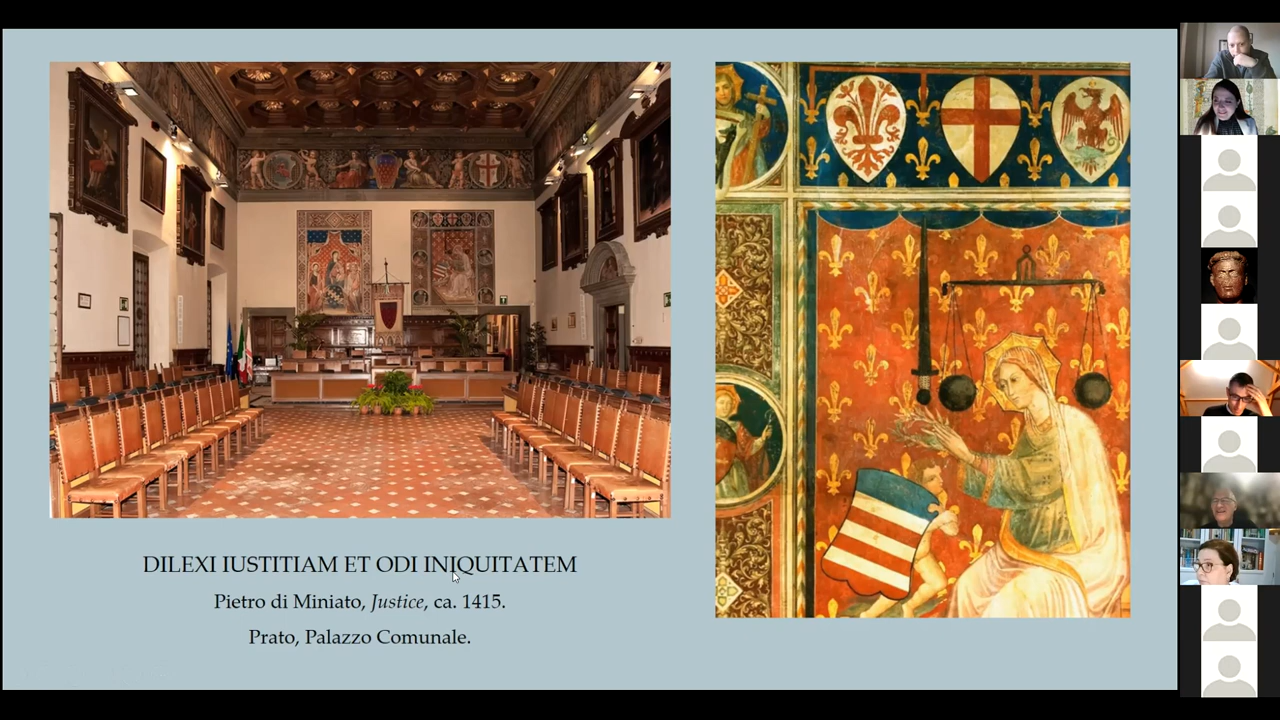 DILEXI IUSTITIAM ET ODI INIQUITATEM
Pietro di Miniato, Justice, ca. 1415.
Prato, Palazzo Comunale.